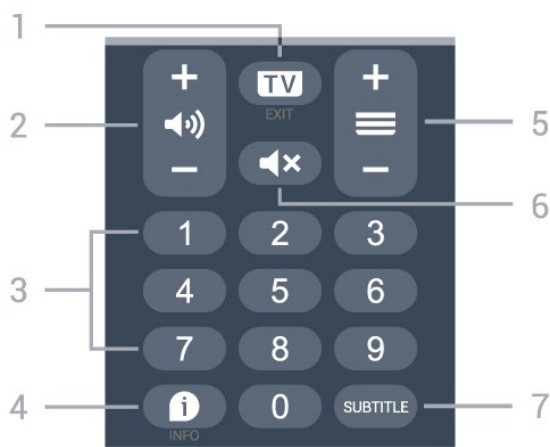 1
+ TV +
EXIT
2 5
− −
6
1 2 3
3
4 5 6
7 8 9
4 i 0 SUBTITLE 7
INFO